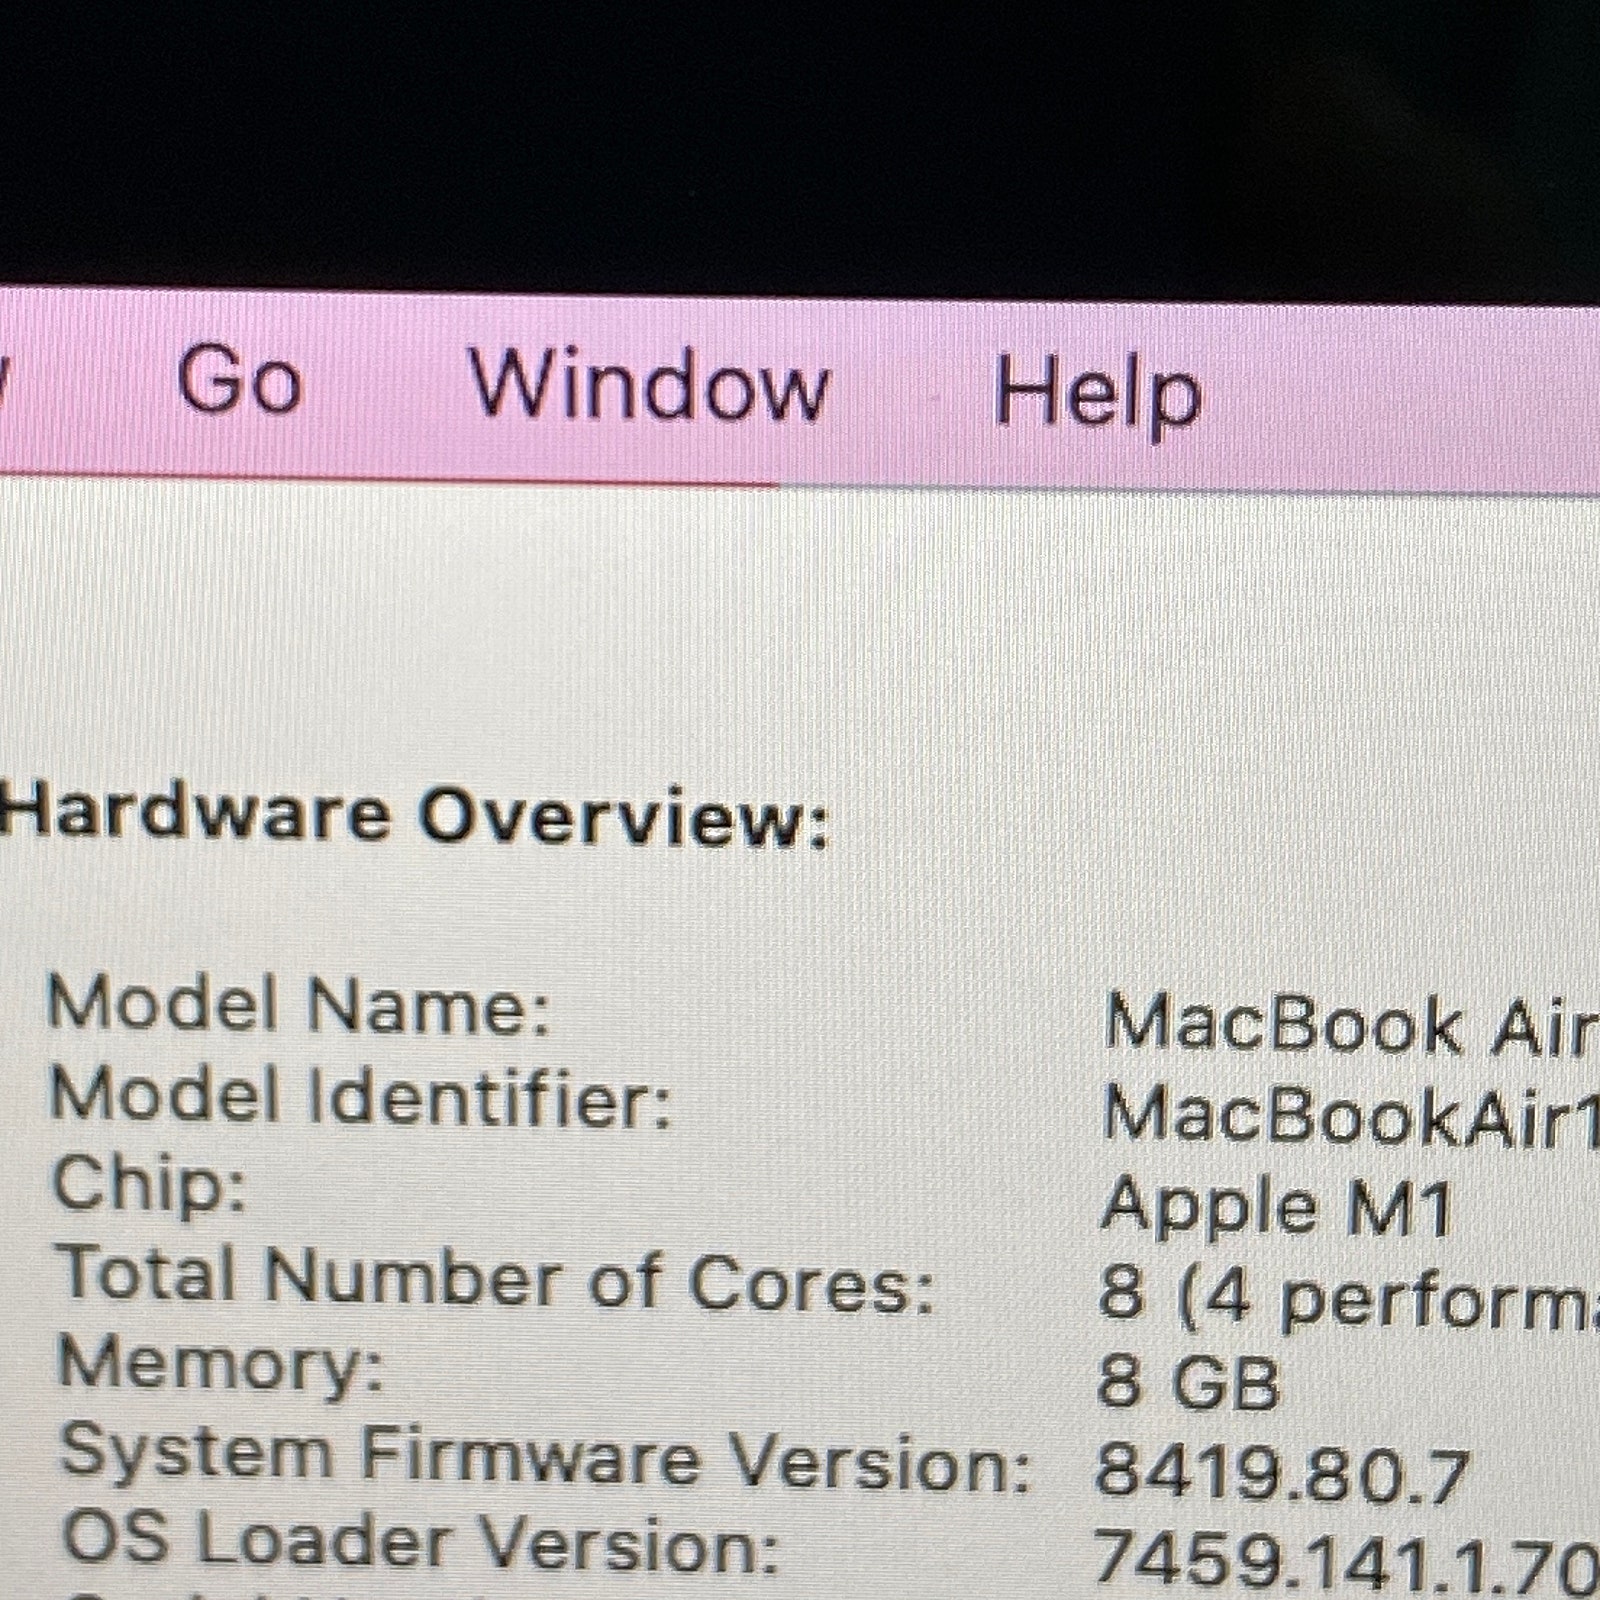 Go Window Help
Hardware Overview:
Model Name: MacBook Air
Model Identifier: MacBookAir1
Chip: Apple M1
Total Number of Cores: 8 (4 performa
Memory: 8 GB
System Firmware Version: 8419.80.7
OS Loader Version: 7459.141.1.70